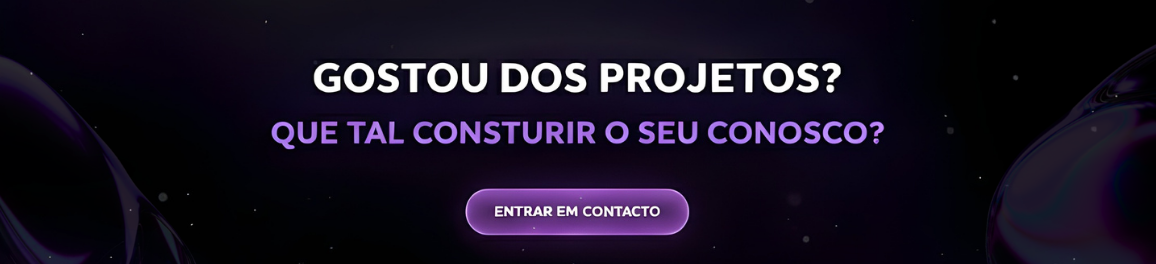 GOSTOU DOS PROJETOS?
QUE TAL CONSTURIR O SEU CONOSCO?
ENTRAR EM CONTACTO